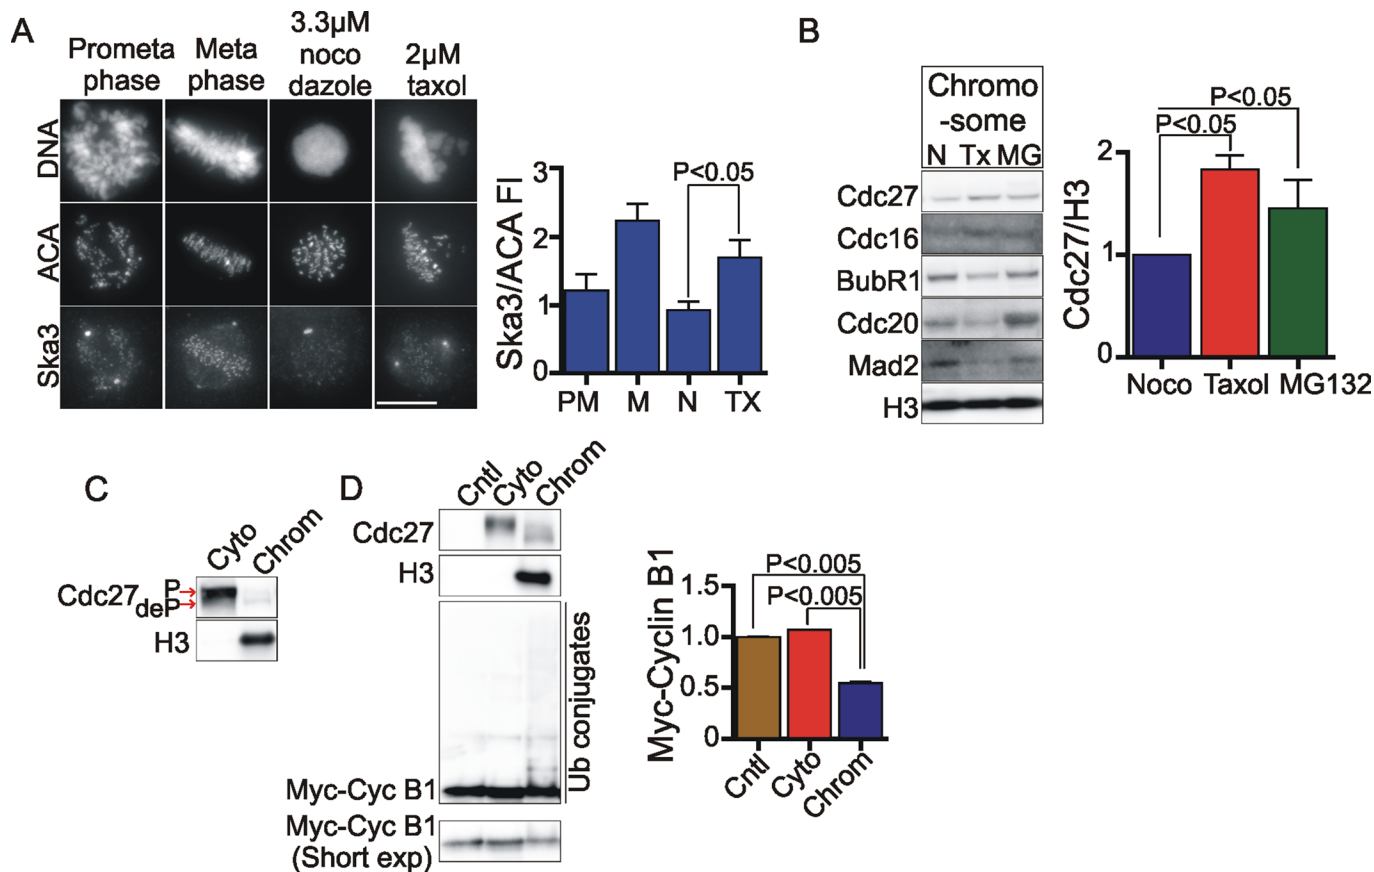 A
Prometa
phase
Meta
phase
3.3µM
noco
dazole
2µM
taxol
DNA
ACA
Ska3
Ska3/ACA FI
3
2
1
0
P<0.05
PM M N TX
B
Chromo
-some
N Tx MG
Cdc27
Cdc16
BubR1
Cdc20
Mad2
H3
Cdc27/H3
2
1
0
P<0.05
P<0.05
Noco Taxol MG132
C
Cyto
Chrom
Cdc27
P
deP
H3
D
Cntl
Cyto
Chrom
Cdc27
H3
Ub conjugates
Myc-Cyc B1
Myc-Cyc B1
(Short exp)
Myc-Cyclin B1
1.5
1.0
0.5
0
P<0.005
P<0.005
Cntl
Cyto
Chrom